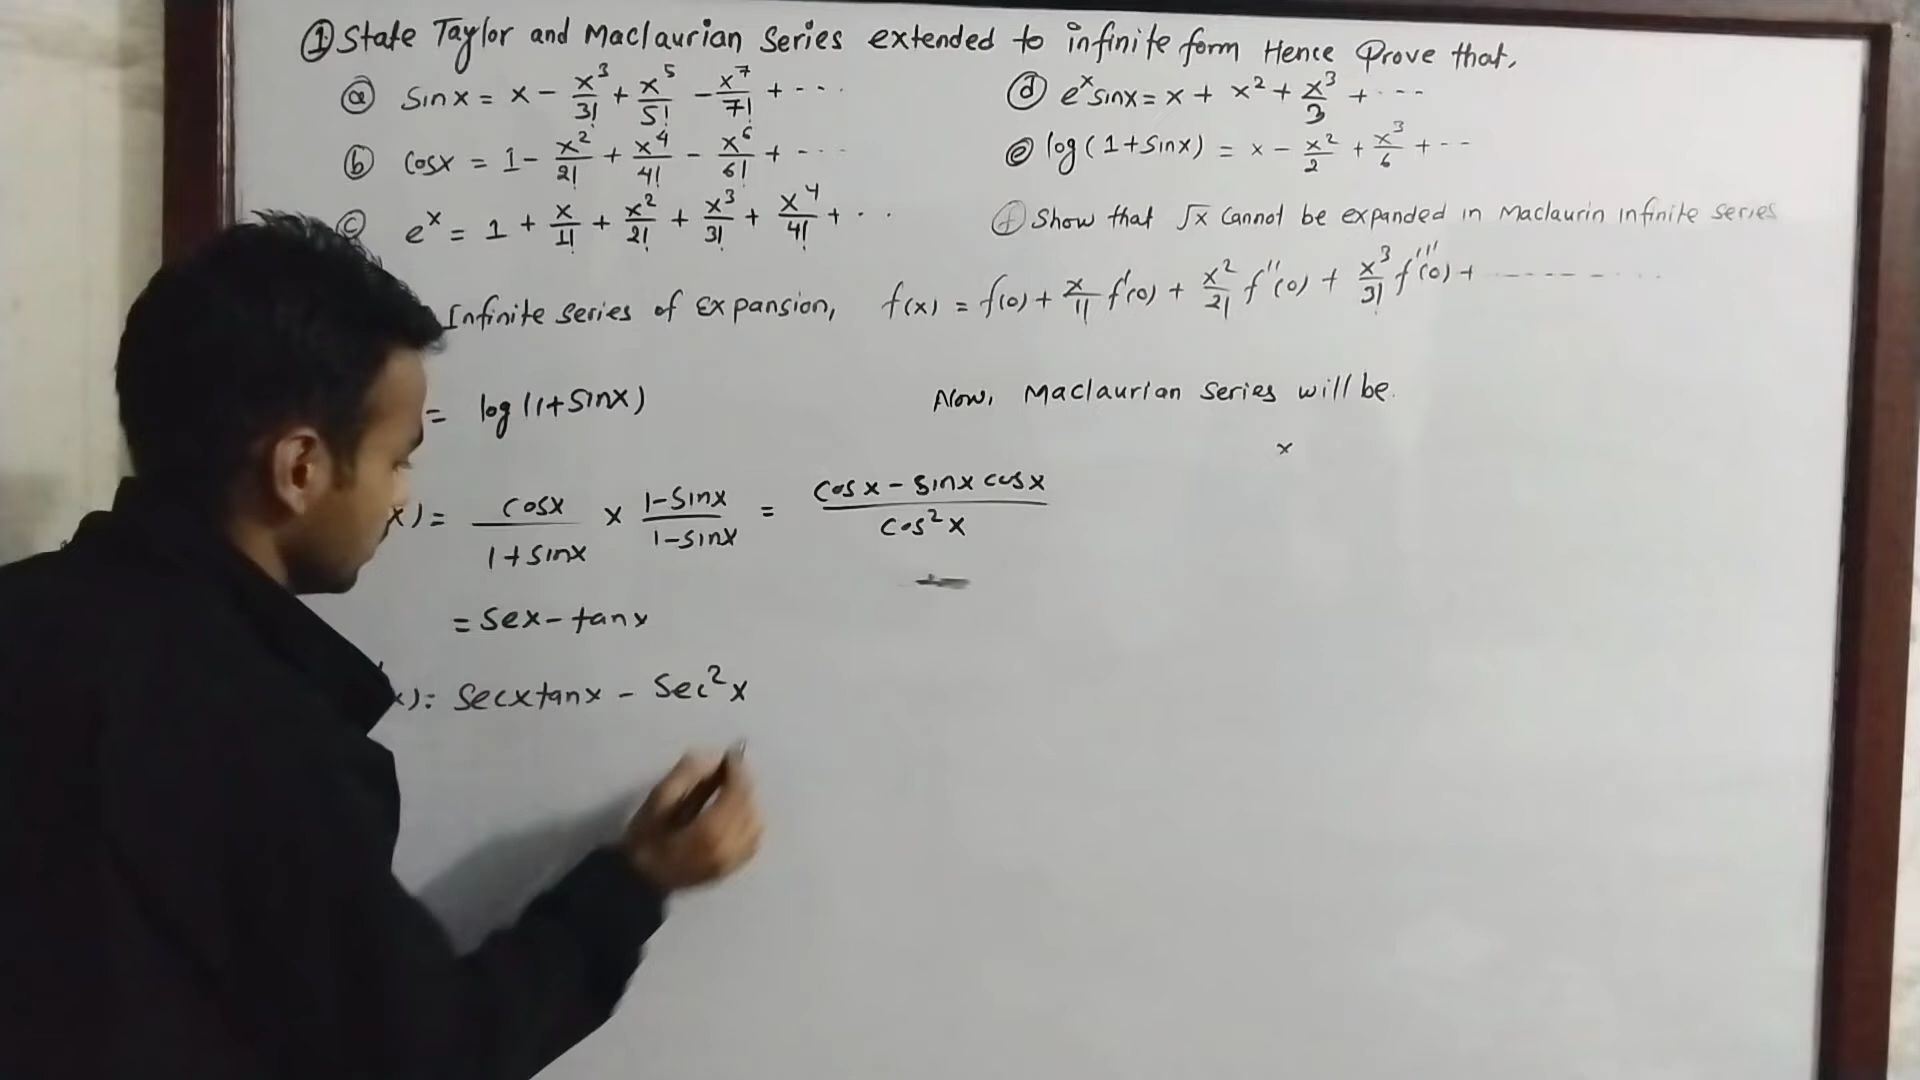 ① State Taylor and Maclaurian Series extended to infinite form Hence Prove that,
ⓐ Sinx = x - x³/3! + x⁵/5! - x⁷/7! + ---
ⓑ Cosx = 1 - x²/2! + x⁴/4! - x⁶/6! + ---
ⓒ eˣ = 1 + x/1! + x²/2! + x³/3! + x⁴/4! + ...
ⓓ eˣsinx = x + x² + x³/3 + ---
ⓔ log(1+Sinx) = x - x²/2 + x³/6 + ---
ⓕ Show that √x Cannot be expanded in Maclaurin Infinite series
Infinite series of expansion, f(x) = f(0) + x/1! f'(0) + x²/2! f''(0) + x³/3! f'''(0) + ---------
= log(1+sinx)
x) = cosx/1+sinx × 1-sinx/1-sinx = cosx - sinx cosx/cos²x
= Sex - tanx
x): Secxtanx - Sec²x
Now, Maclaurian Series will be.
x